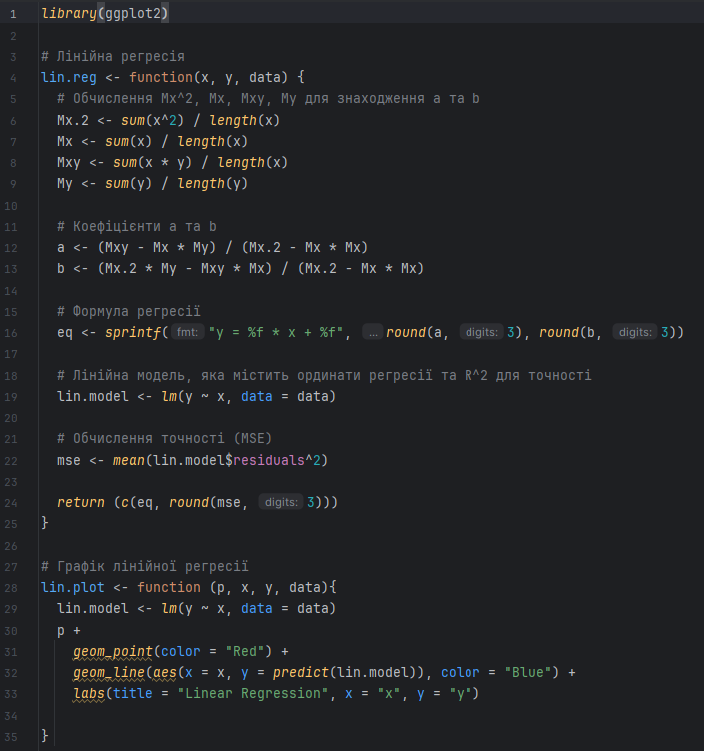 1 library(ggplot2)
2
3 # Лінійна регресія
4 lin.reg <- function(x, y, data) {
5   # Обчислення Mx^2, Mx, Mxy, My для знаходження a та b
6   Mx.2 <- sum(x^2) / length(x)
7   Mx <- sum(x) / length(x)
8   Mxy <- sum(x * y) / length(x)
9   My <- sum(y) / length(y)
10
11   # Коефіцієнти a та b
12   a <- (Mxy - Mx * My) / (Mx.2 - Mx * Mx)
13   b <- (Mx.2 * My - Mxy * Mx) / (Mx.2 - Mx * Mx)
14
15   # Формула регресії
16   eq <- sprintf( fmt: "y = %f * x + %f", ... round(a, digits: 3), round(b, digits: 3))
17
18   # Лінійна модель, яка містить ординати регресії та R^2 для точності
19   lin.model <- lm(y ~ x, data = data)
20
21   # Обчислення точності (MSE)
22   mse <- mean(lin.model$residuals^2)
23
24   return (c(eq, round(mse, digits: 3)))
25 }
26
27 # Графік лінійної регресії
28 lin.plot <- function (p, x, y, data){
29   lin.model <- lm(y ~ x, data = data)
30   p +
31     geom_point(color = "Red") +
32     geom_line(aes(x = x, y = predict(lin.model)), color = "Blue") +
33     labs(title = "Linear Regression", x = "x", y = "y")
34
35 }